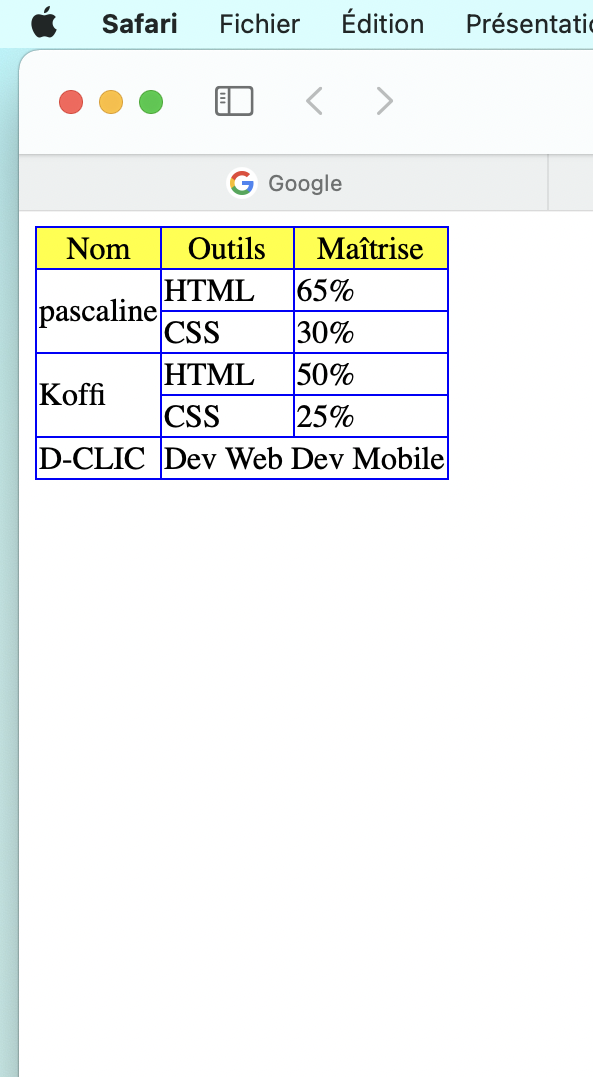 Safari Fichier Édition Présentati
Google
Nom Outils Maîtrise
pascaline HTML 65%
CSS 30%
Koffi HTML 50%
CSS 25%
D-CLIC Dev Web Dev Mobile